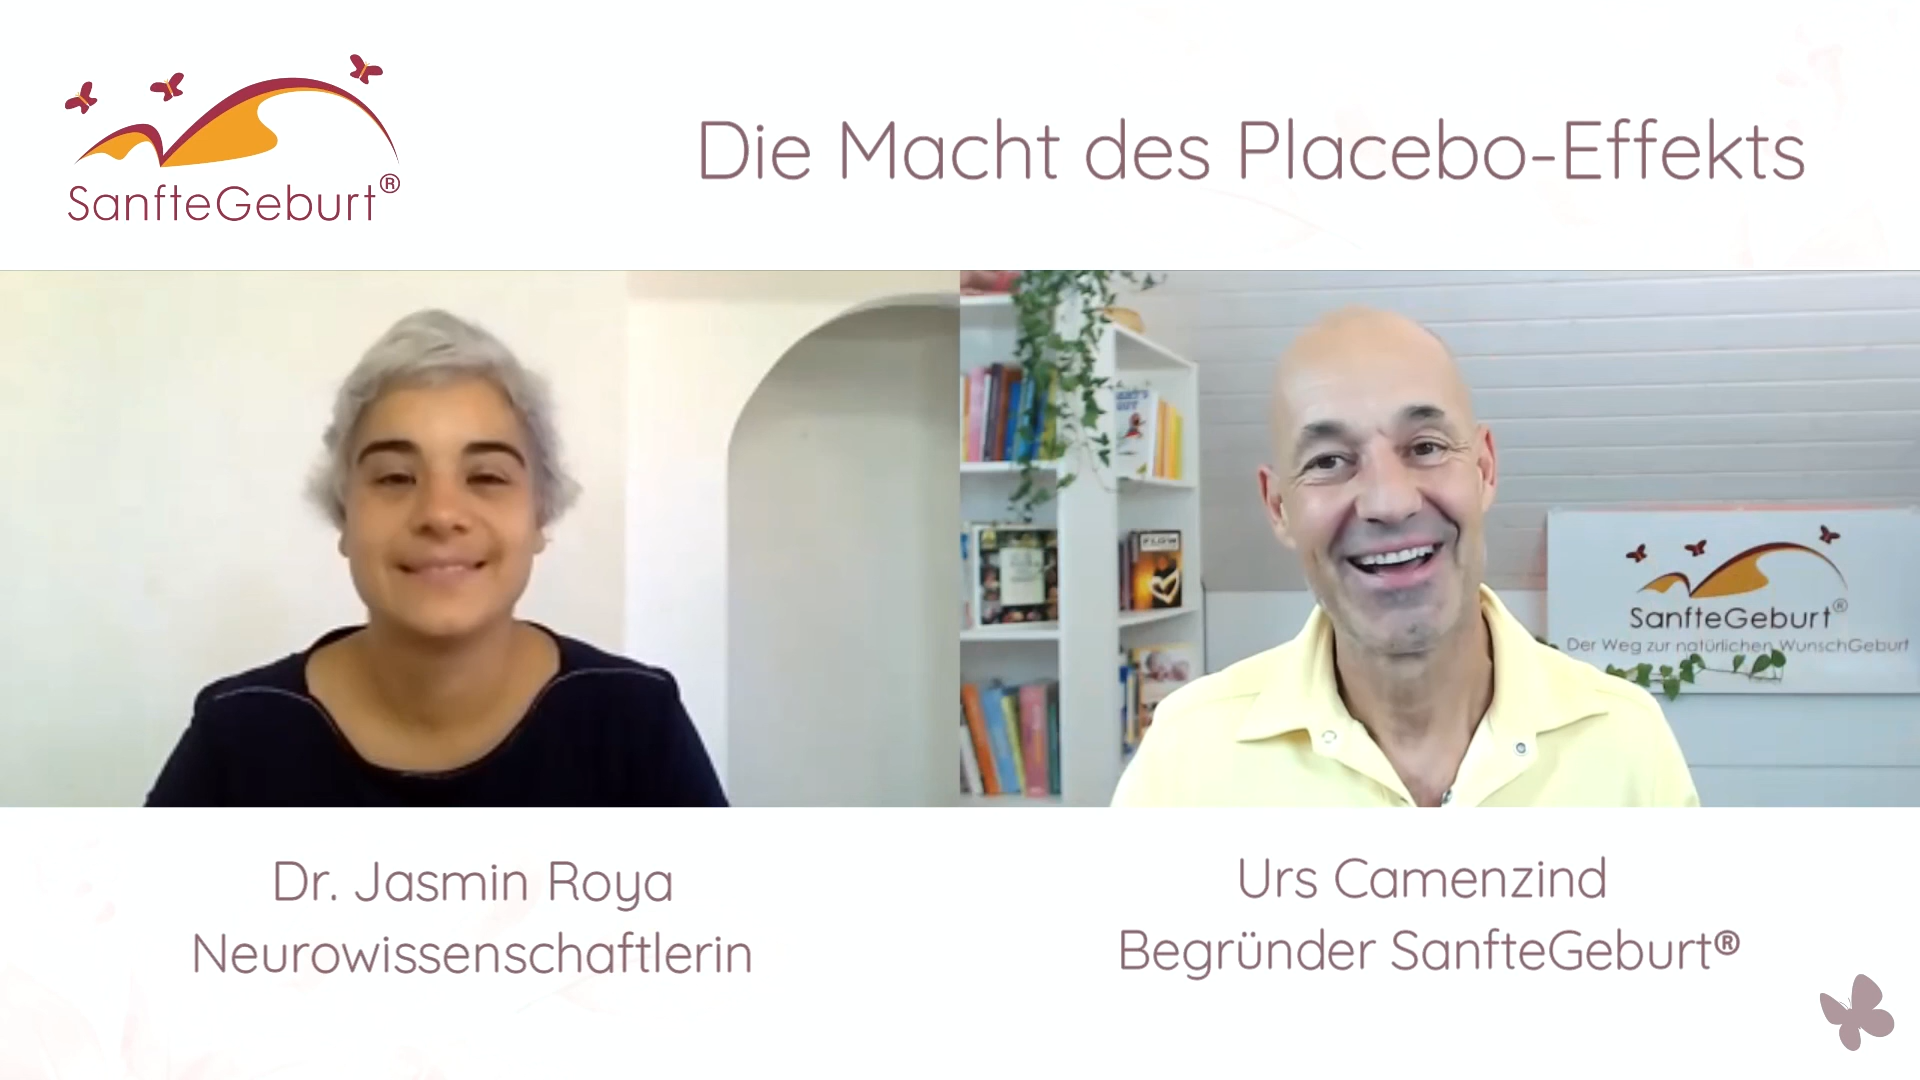 SanfteGeburt®
Die Macht des Placebo-Effekts
FLOW
SanfteGeburt®
Der Weg zur natürlichen WunschGeburt
Dr. Jasmin Roya
Neurowissenschaftlerin
Urs Camenzind
Begründer SanfteGeburt®